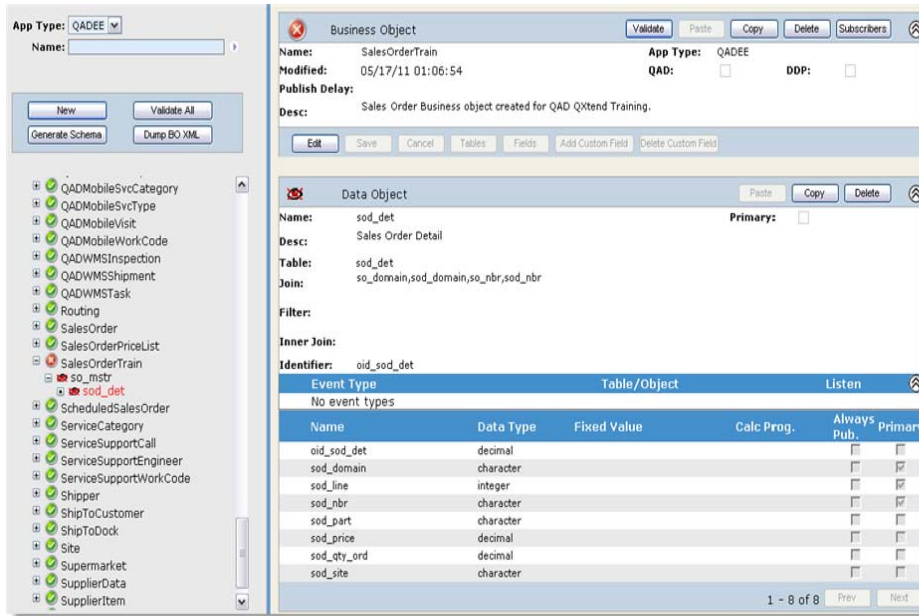 App Type: QADEE
Name:
New Validate All
Generate Schema Dump BO XML
QADMobileSvcCategory
QADMobileSvcType
QADMobileVisit
QADMobileWorkCode
QADWMSInspection
QADWMSShipment
QADWMSTask
Routing
SalesOrder
SalesOrderPriceList
SalesOrderTrain
so_mstr
sod_det
ScheduledSalesOrder
ServiceCategory
ServiceSupportCall
ServiceSupportEngineer
ServiceSupportWorkCode
Shipper
ShipToCustomer
ShipToDock
Site
Supermarket
SupplierData
SupplierItem
Business Object Validate Paste Copy Delete Subscribers
Name: SalesOrderTrain App Type: QADEE
Modified: 05/17/11 01:06:54 QAD: DDP:
Publish Delay:
Desc: Sales Order Business object created for QAD QXtend Training.
Edit Save Cancel Tables Fields Add Custom Field Delete Custom Field
Data Object Paste Copy Delete
Name: sod_det Primary:
Desc: Sales Order Detail
Table: sod_det
Join: so_domain,sod_domain,so_nbr,sod_nbr
Filter:
Inner Join:
Identifier: oid_sod_det
Event Type Table/Object Listen
No event types
Name Data Type Fixed Value Calc Prog. Always Pub. Primar
oid_sod_det decimal
sod_domain character
sod_line integer
sod_nbr character
sod_part character
sod_price decimal
sod_qty_ord decimal
sod_site character
1 - 8 of 8 Prev Next